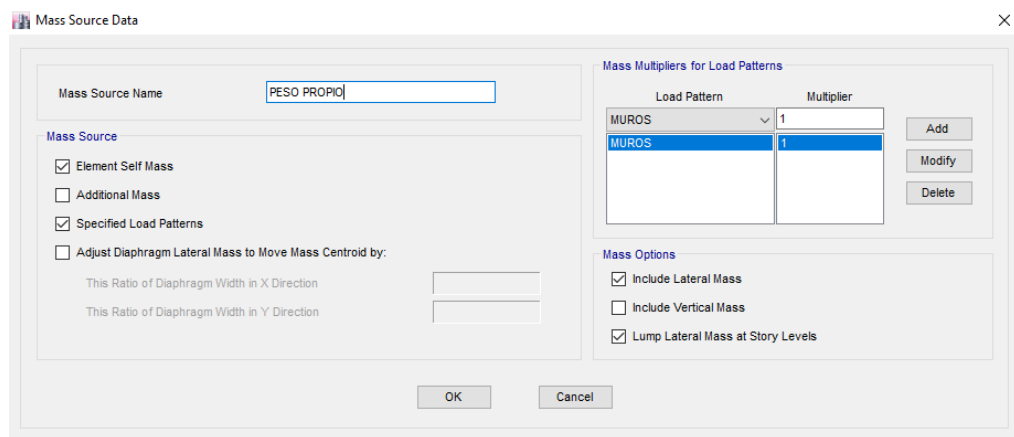 Mass Source Data
Mass Source Name PESO PROPIO
Mass Source
Element Self Mass
Additional Mass
Specified Load Patterns
Adjust Diaphragm Lateral Mass to Move Mass Centroid by:
This Ratio of Diaphragm Width in X Direction
This Ratio of Diaphragm Width in Y Direction
Mass Multipliers for Load Patterns
Load Pattern Multiplier
MUROS 1
MUROS 1
Add
Modify
Delete
Mass Options
Include Lateral Mass
Include Vertical Mass
Lump Lateral Mass at Story Levels
OK Cancel